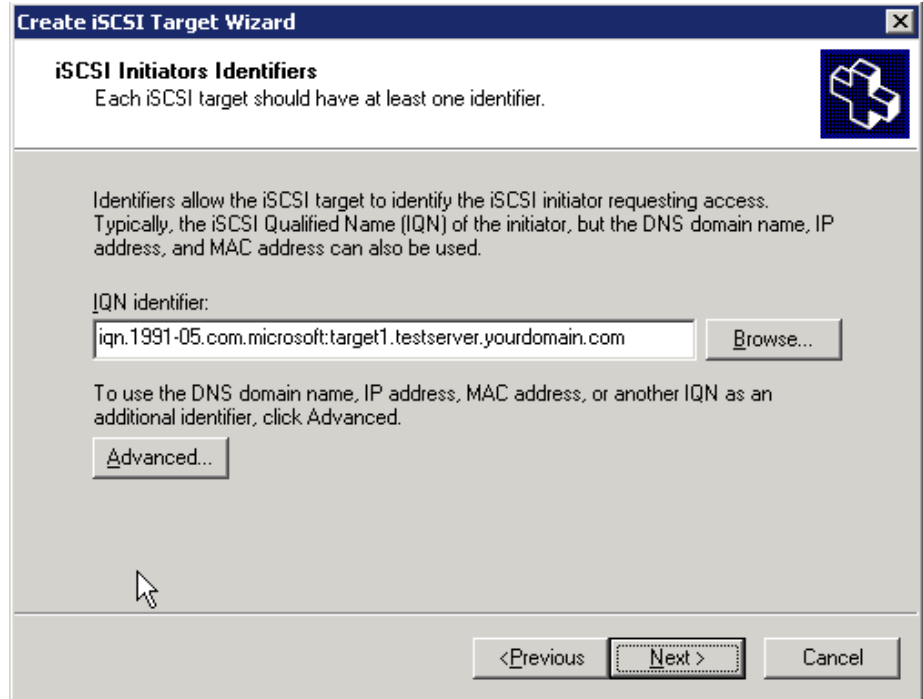 Create iSCSI Target Wizard
iSCSI Initiators Identifiers
Each iSCSI target should have at least one identifier.
Identifiers allow the iSCSI target to identify the iSCSI initiator requesting access.
Typically, the iSCSI Qualified Name (IQN) of the initiator, but the DNS domain name, IP
address, and MAC address can also be used.
IQN identifier:
iqn.1991-05.com.microsoft:target1.testserver.yourdomain.com
Browse...
To use the DNS domain name, IP address, MAC address, or another IQN as an
additional identifier, click Advanced.
Advanced...
<Previous Next > Cancel